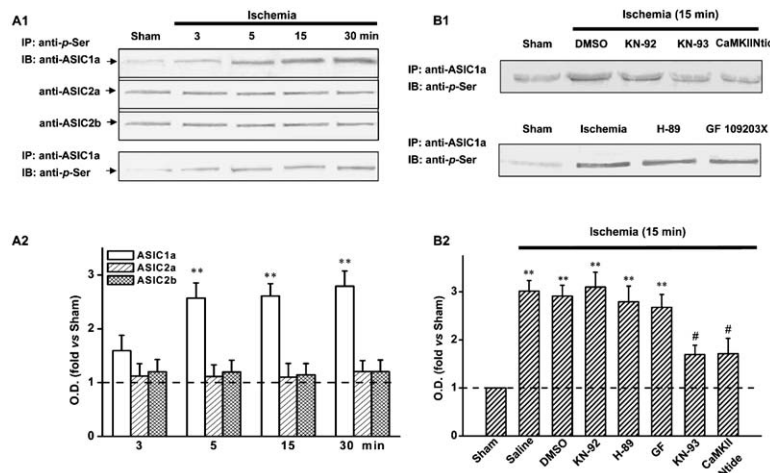 A1
Ischemia
IP: anti-p-Ser
Sham 3 5 15 30 min
IB: anti-ASIC1a
anti-ASIC2a
anti-ASIC2b
IP: anti-ASIC1a
IB: anti-p-Ser
B1
Ischemia (15 min)
Sham DMSO KN-92 KN-93 CaMKIINtide
IP: anti-ASIC1a
IB: anti-p-Ser
Sham Ischemia H-89 GF 109203X
IP: anti-ASIC1a
IB: anti-p-Ser
A2
ASIC1a
ASIC2a
ASIC2b
** ** **
O.D. (fold vs Sham)
3
2
1
0
3 5 15 30 min
B2
Ischemia (15 min)
** ** ** ** ** # #
O.D. (fold vs Sham)
3
2
1
0
Sham Saline DMSO KN-92 H-89 GF KN-93 CaMKII
Ntide